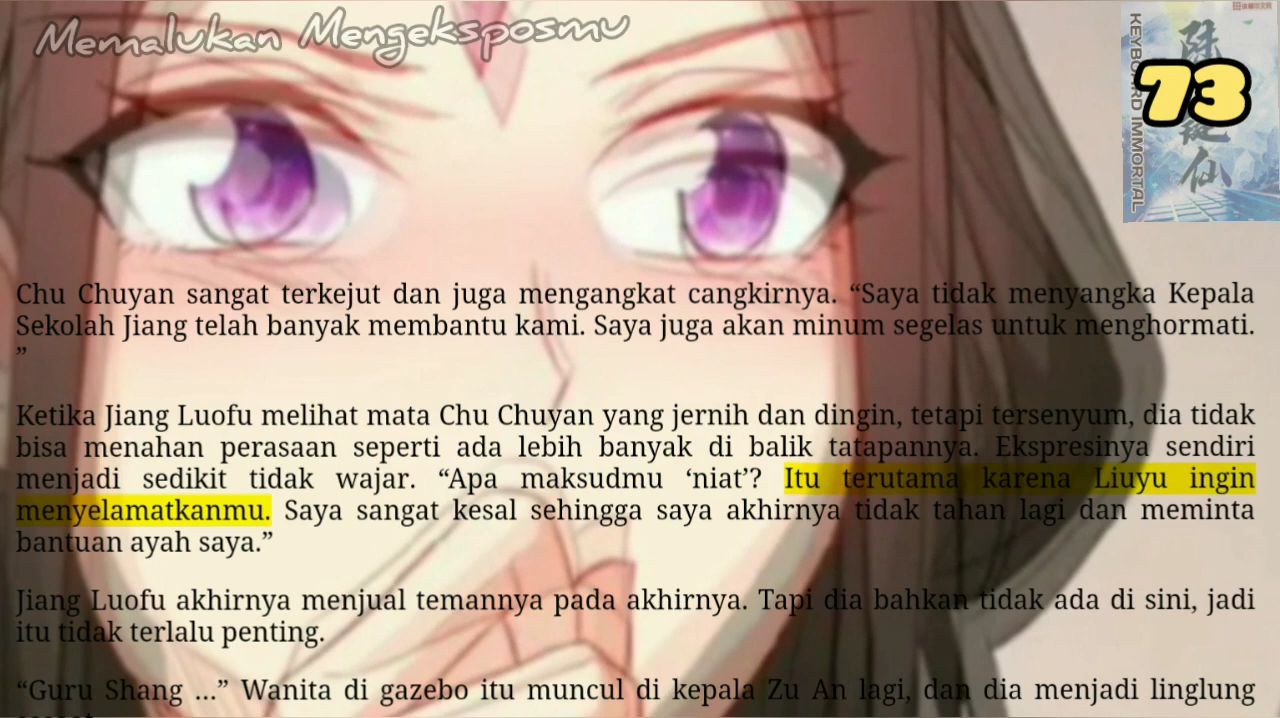 Memalukan Mengeksposmu
73
KEYBOARD IMMORTAL
Chu Chuyan sangat terkejut dan juga mengangkat cangkirnya. “Saya tidak menyangka Kepala
Sekolah Jiang telah banyak membantu kami. Saya juga akan minum segelas untuk menghormati.
”
Ketika Jiang Luofu melihat mata Chu Chuyan yang jernih dan dingin, tetapi tersenyum, dia tidak
bisa menahan perasaan seperti ada lebih banyak di balik tatapannya. Ekspresinya sendiri
menjadi sedikit tidak wajar. “Apa maksudmu ‘niat’? Itu terutama karena Liuyu ingin
menyelamatkanmu. Saya sangat kesal sehingga saya akhirnya tidak tahan lagi dan meminta
bantuan ayah saya.”
Jiang Luofu akhirnya menjual temannya pada akhirnya. Tapi dia bahkan tidak ada di sini, jadi
itu tidak terlalu penting.
“Guru Shang ...” Wanita di gazebo itu muncul di kepala Zu An lagi, dan dia menjadi linglung